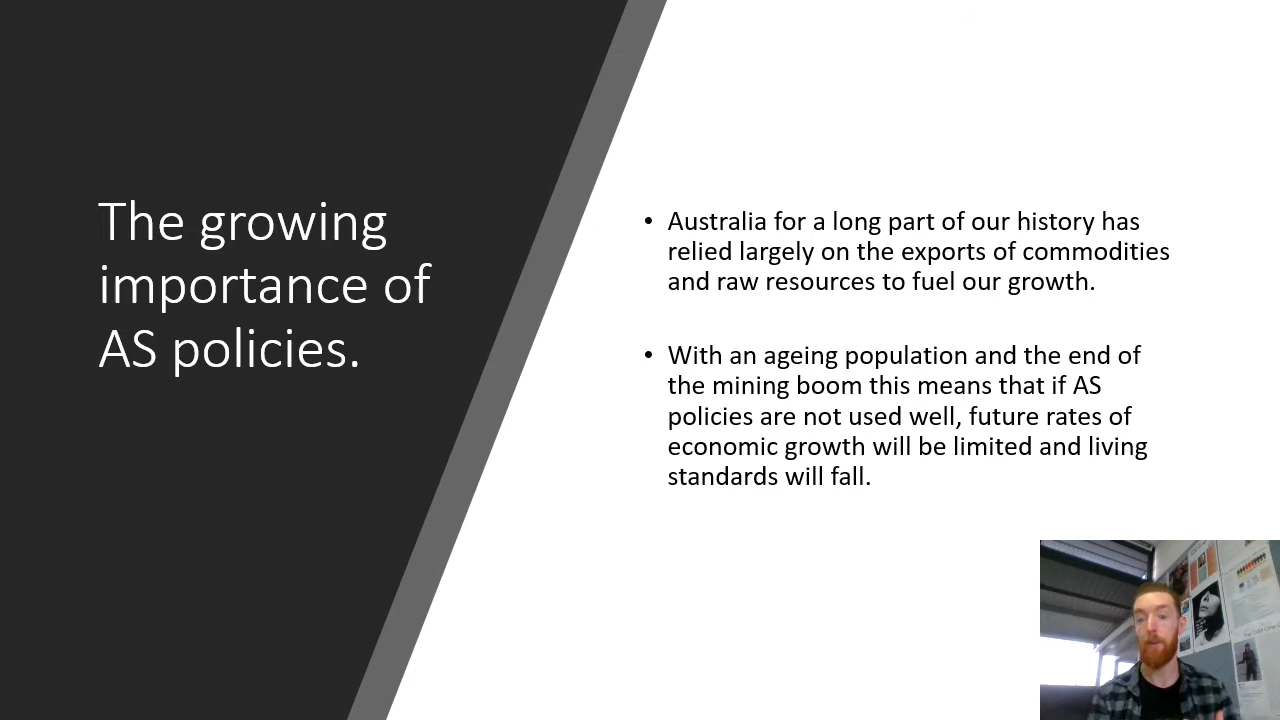 The growing
importance of
AS policies.
• Australia for a long part of our history has
relied largely on the exports of commodities
and raw resources to fuel our growth.
• With an ageing population and the end of
the mining boom this means that if AS
policies are not used well, future rates of
economic growth will be limited and living
standards will fall.